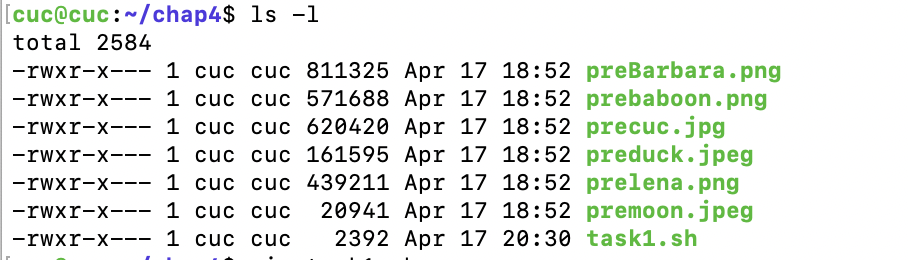 [cuc@cuc:~/chap4$ ls -l
total 2584
-rwxr-x--- 1 cuc cuc 811325 Apr 17 18:52 preBarbara.png
-rwxr-x--- 1 cuc cuc 571688 Apr 17 18:52 prebaboon.png
-rwxr-x--- 1 cuc cuc 620420 Apr 17 18:52 precuc.jpg
-rwxr-x--- 1 cuc cuc 161595 Apr 17 18:52 preduck.jpeg
-rwxr-x--- 1 cuc cuc 439211 Apr 17 18:52 prelena.png
-rwxr-x--- 1 cuc cuc  20941 Apr 17 18:52 premoon.jpeg
-rwxr-x--- 1 cuc cuc   2392 Apr 17 20:30 task1.sh